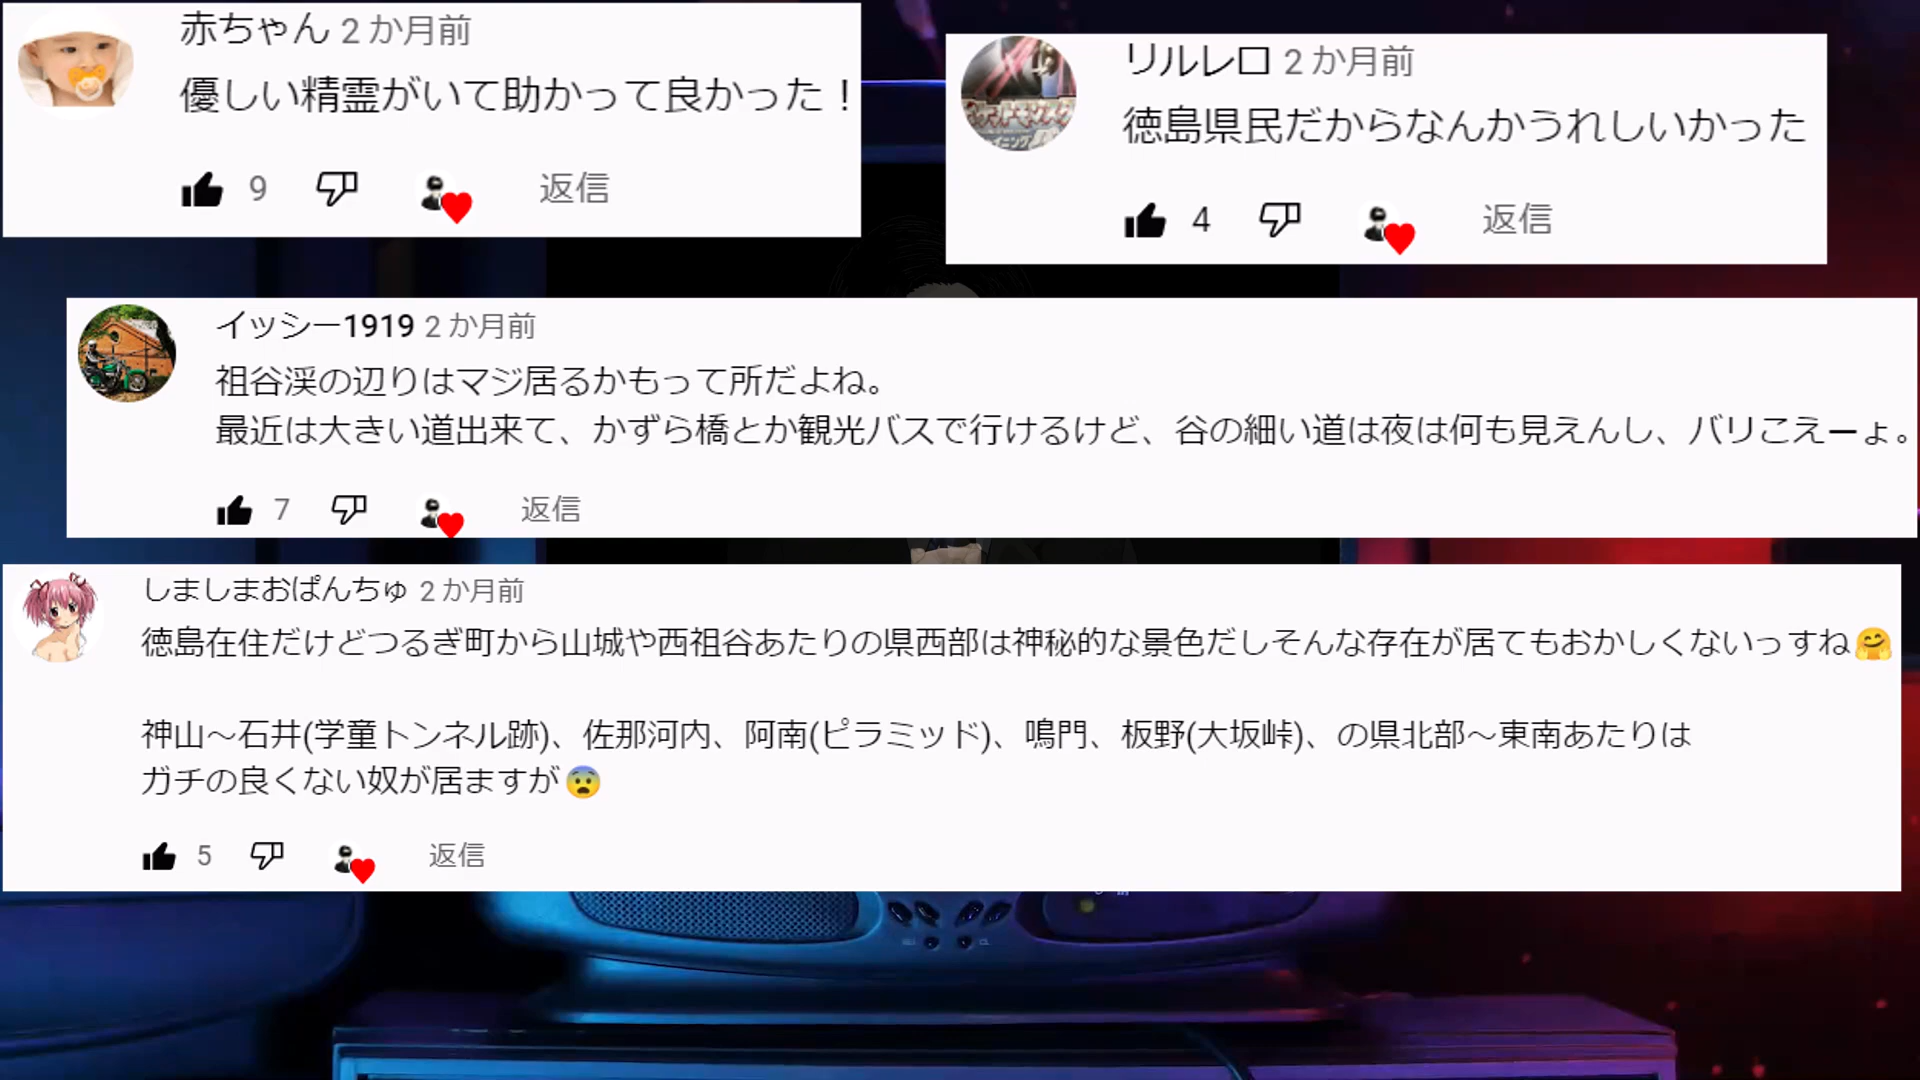 赤ちゃん 2 か月前
優しい精霊がいて助かって良かった！
9 返信
リルレロ 2 か月前
徳島県民だからなんかうれしいかった
4 返信
イッシー1919 2 か月前
祖谷渓の辺りはマジ居るかもって所だよね。
最近は大きい道出来て、かずら橋とか観光バスで行けるけど、谷の細い道は夜は何も見えんし、バリこえーょ。
7 返信
しましまおぱんちゅ 2 か月前
徳島在住だけどつるぎ町から山城や西祖谷あたりの県西部は神秘的な景色だしそんな存在が居てもおかしくないっすね🤗
神山～石井(学童トンネル跡)、佐那河内、阿南(ピラミッド)、鳴門、板野(大坂峠)、の県北部～東南あたりは
ガチの良くない奴が居ますが😨
5 返信